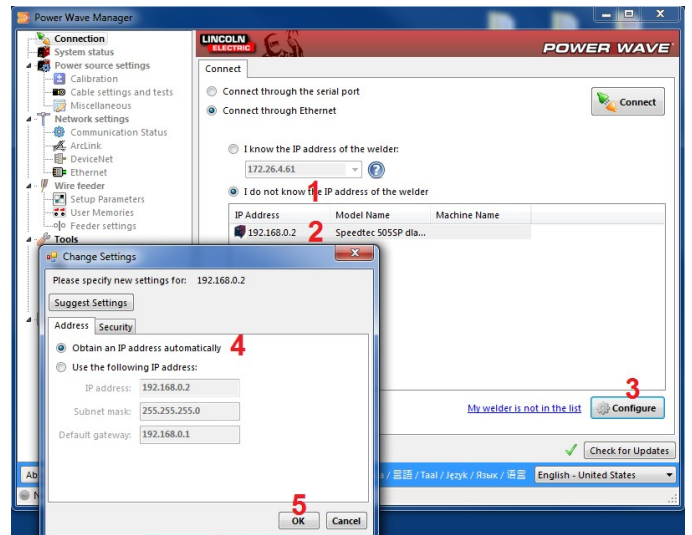 Power Wave Manager
Connection
System status
Power source settings
Calibration
Cable settings and tests
Miscellaneous
Network settings
Communication Status
ArcLink
DeviceNet
Ethernet
Wire feeder
Setup Parameters
User Memories
Feeder settings
Tools
LINCOLN
ELECTRIC
POWER WAVE
Connect
Connect through the serial port
Connect through Ethernet
Connect
I know the IP address of the welder:
172.26.4.61
1
I do not know the IP address of the welder
IP Address Model Name Machine Name
192.168.0.2 2 Speedtec 505SP dla...
3
My welder is not in the list Configure
Check for Updates
/ 言語 / Taal / Język / Язык / 语言 English - United States
Change Settings
Please specify new settings for: 192.168.0.2
Suggest Settings
Address Security
Obtain an IP address automatically 4
Use the following IP address:
IP address: 192.168.0.2
Subnet mask: 255.255.255.0
Default gateway: 192.168.0.1
5
OK Cancel